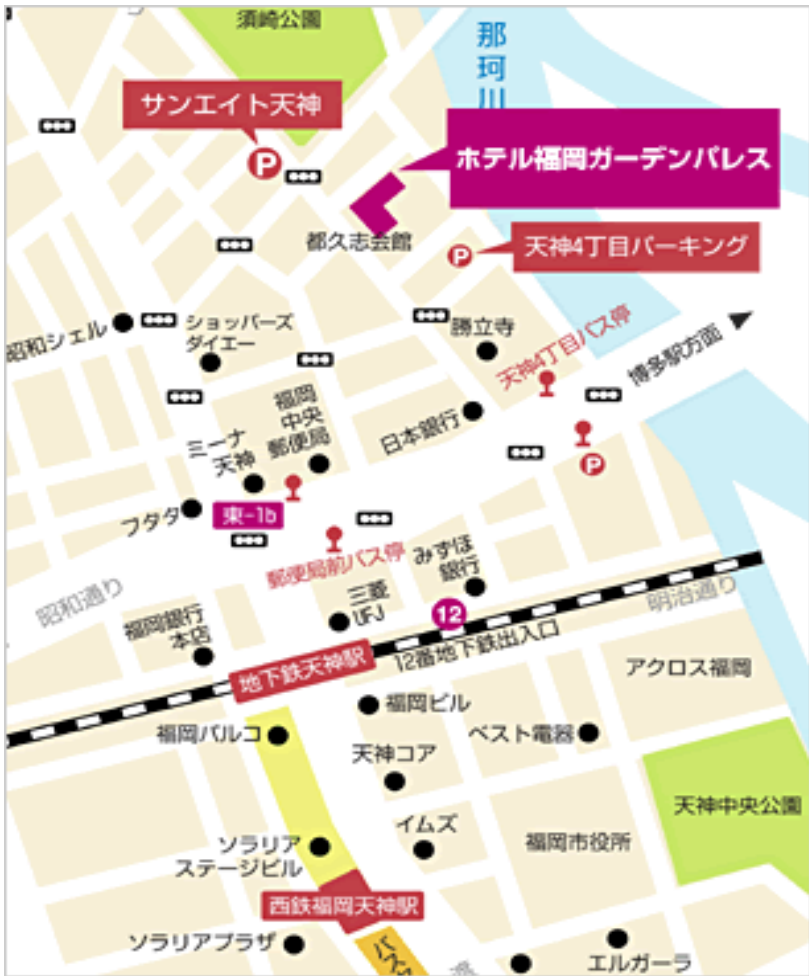 須崎公園
那
珂
川
サンエイト天神
P
ホテル福岡ガーデンパレス
都久志会館
P
天神4丁目パーキング
昭和シェル
ショッパーズ
ダイエー
勝立寺
天神4丁目バス停
博多駅方面
福岡
中央
郵便局
日本銀行
ミーナ
天神
P
フタタ
東-1b
郵便局前バス停
みずほ
銀行
昭和通り
三菱
UFJ
12
明治通り
福岡銀行
本店
地下鉄天神駅
12番地下鉄出入口
アクロス福岡
福岡ビル
福岡パルコ
ベスト電器
天神コア
天神中央公園
イムズ
福岡市役所
ソラリア
ステージビル
西鉄福岡天神駅
ソラリアプラザ
バス
エルガーラ